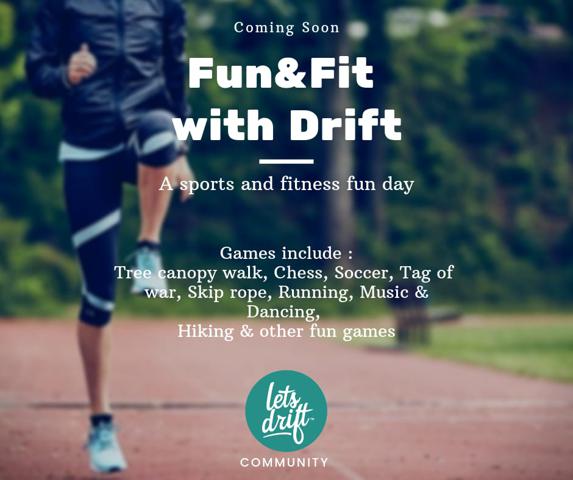 Coming Soon
Fun&Fit
with Drift
A sports and fitness fun day
Games include :
Tree canopy walk, Chess, Soccer, Tag of
war, Skip rope, Running, Music &
Dancing,
Hiking & other fun games
lets
drift
COMMUNITY